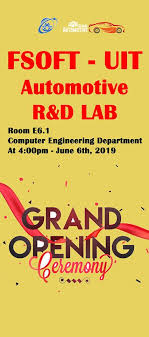 FSOFT - UIT
Automotive
R&D LAB
Room E6.1
Computer Engineering Department
At 4:00pm - June 6th, 2019
GRAND
OPENING
Ceremony